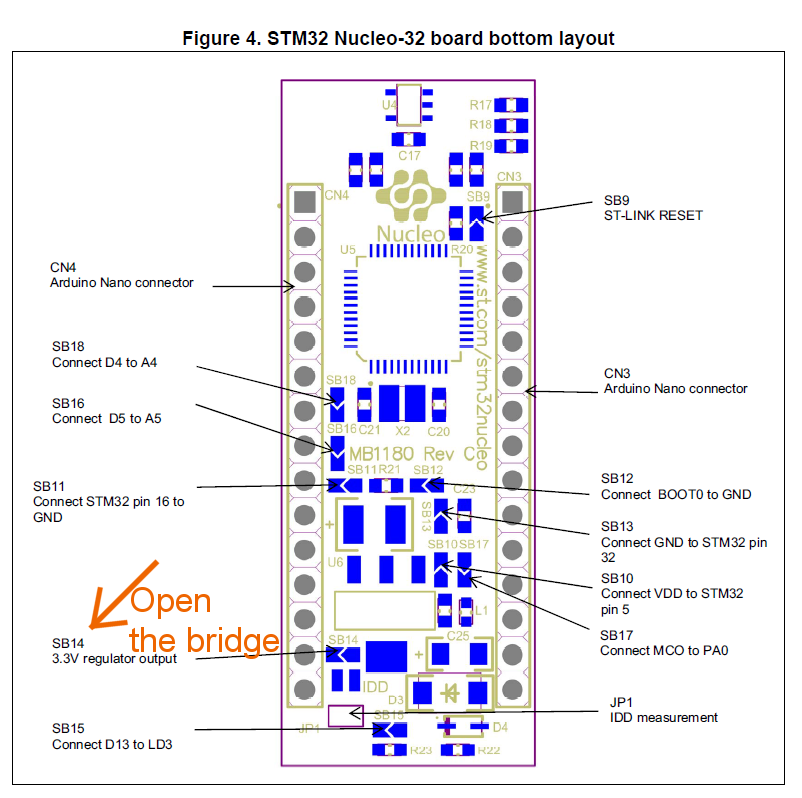 Figure 4. STM32 Nucleo-32 board bottom layout
U4
R17
R18
R19
C17
CN4
CN3
SB9
SB9
ST-LINK RESET
Nucleo
U5
R20
www.st.com/stm32nucleo
CN4
Arduino Nano connector
SB18
Connect D4 to A4
CN3
Arduino Nano connector
SB18
SB16
Connect D5 to A5
C21
X2
C20
SB16
MB1180 Rev C
SB11
R21
SB12
SB11
Connect STM32 pin 16 to
GND
SB12
Connect BOOT0 to GND
C23
SB13
SB13
Connect GND to STM32 pin
32
SB10
SB17
U6
SB10
Connect VDD to STM32
pin 5
Open
the bridge
L1
SB17
Connect MCO to PA0
SB14
3.3V regulator output
SB14
C25
IDD
D3
JP1
IDD measurement
SB15
Connect D13 to LD3
JP1
SB15
D4
R23
R22